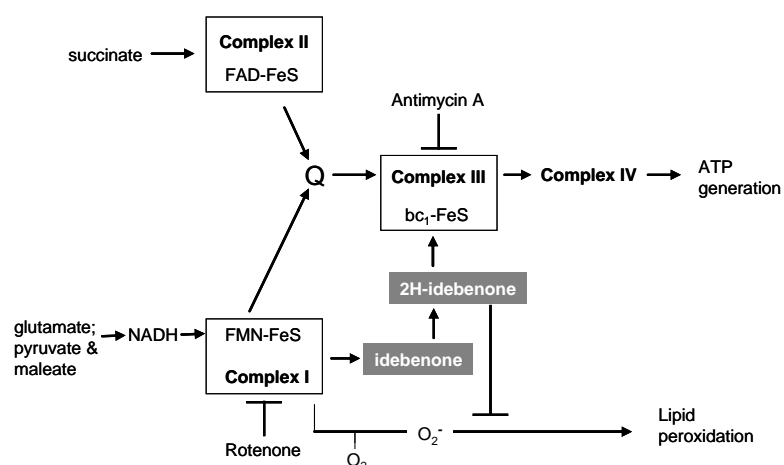 Complex II
succinate
FAD-FeS
Antimycin A
Q
Complex III
bc₁-FeS
Complex IV
ATP
generation
2H-idebenone
glutamate;
pyruvate &
maleate
NADH
FMN-FeS
Complex I
idebenone
Rotenone
O₂
O₂⁻
Lipid
peroxidation